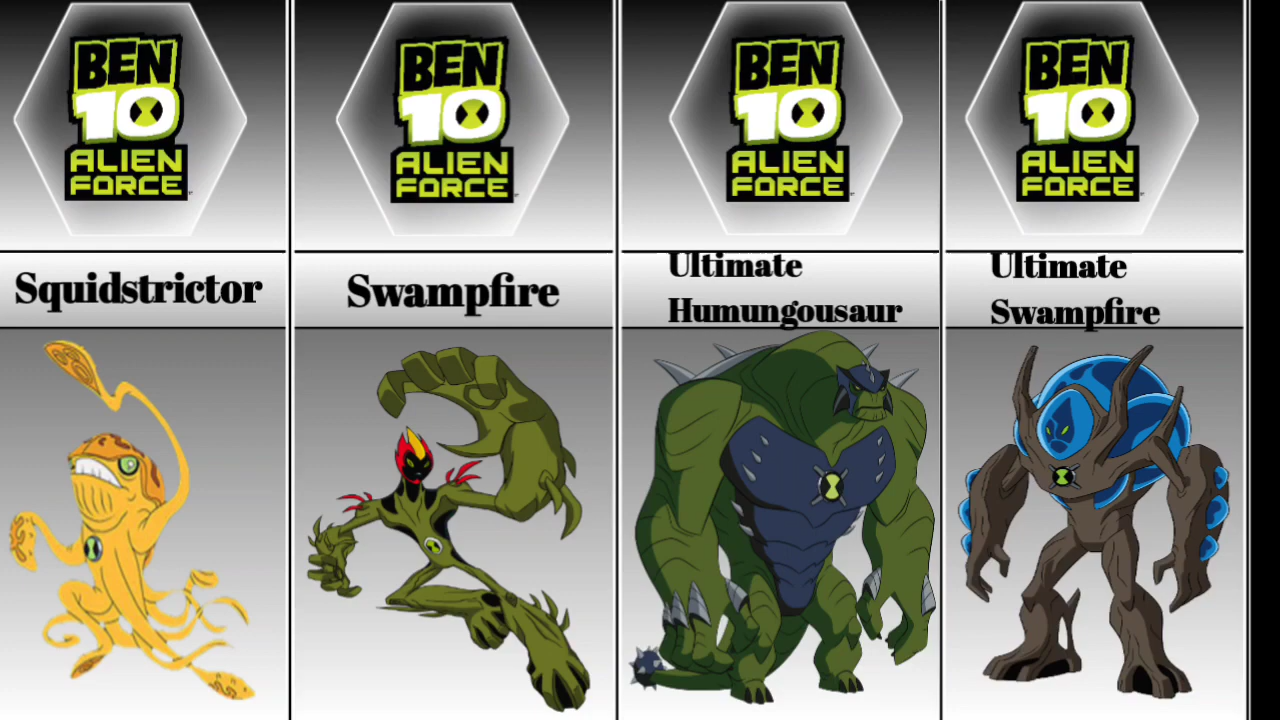 BEN
10
ALIEN
FORCE
BEN
10
ALIEN
FORCE
BEN
10
ALIEN
FORCE
BEN
10
ALIEN
FORCE
Squidstrictor
Swampfire
Ultimate
Humungousaur
Ultimate
Swampfire